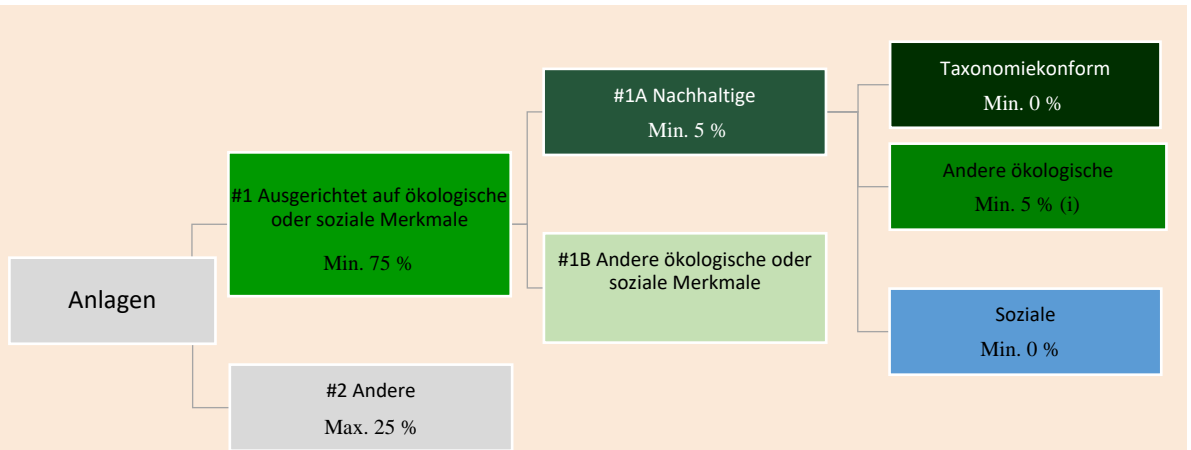 Anlagen
#1 Ausgerichtet auf ökologische
oder soziale Merkmale
Min. 75 %
#2 Andere
Max. 25 %
#1A Nachhaltige
Min. 5 %
#1B Andere ökologische oder
soziale Merkmale
Taxonomiekonform
Min. 0 %
Andere ökologische
Min. 5 % (i)
Soziale
Min. 0 %